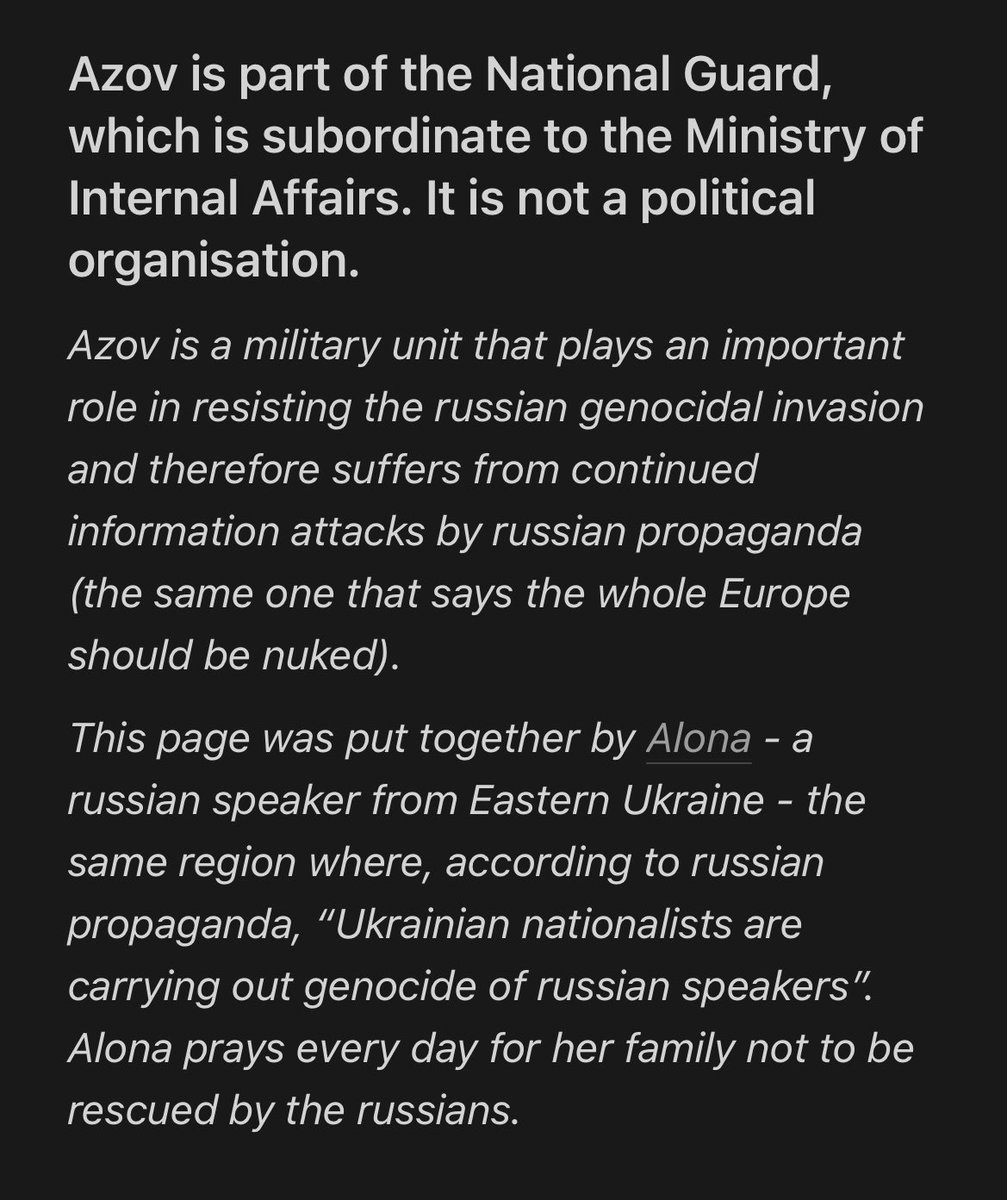 Azov is part of the National Guard,
which is subordinate to the Ministry of
Internal Affairs. It is not a political
organisation.
Azov is a military unit that plays an important
role in resisting the russian genocidal invasion
and therefore suffers from continued
information attacks by russian propaganda
(the same one that says the whole Europe
should be nuked).
This page was put together by Alona - a
russian speaker from Eastern Ukraine - the
same region where, according to russian
propaganda, “Ukrainian nationalists are
carrying out genocide of russian speakers”.
Alona prays every day for her family not to be
rescued by the russians.